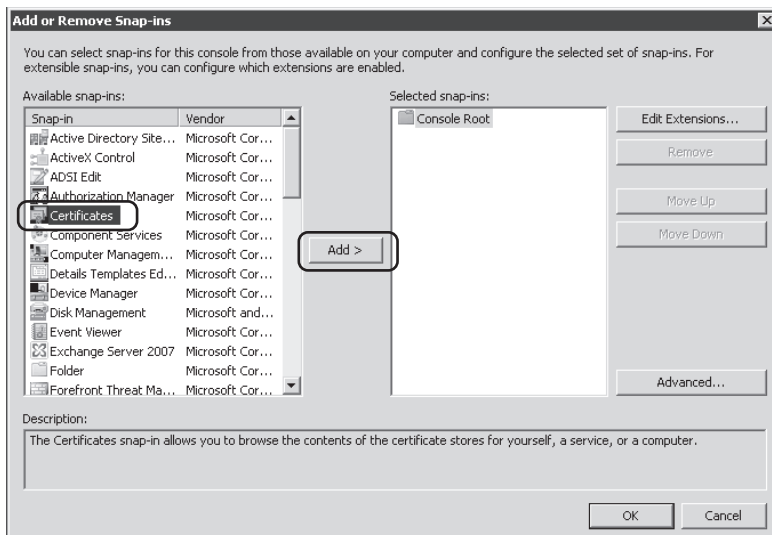 Add or Remove Snap-ins
You can select snap-ins for this console from those available on your computer and configure the selected set of snap-ins. For
extensible snap-ins, you can configure which extensions are enabled.
Available snap-ins:
Selected snap-ins:
Snap-in Vendor
Active Directory Site... Microsoft Cor...
ActiveX Control Microsoft Cor...
ADSI Edit Microsoft Cor...
Authorization Manager Microsoft Cor...
Certificates Microsoft Cor...
Component Services Microsoft Cor...
Computer Managem... Microsoft Cor...
Details Templates Ed... Microsoft Cor...
Device Manager Microsoft Cor...
Disk Management Microsoft and...
Event Viewer Microsoft Cor...
Exchange Server 2007 Microsoft Cor...
Folder Microsoft Cor...
Forefront Threat Ma... Microsoft Cor...
Add >
Console Root
Edit Extensions...
Remove
Move Up
Move Down
Advanced...
Description:
The Certificates snap-in allows you to browse the contents of the certificate stores for yourself, a service, or a computer.
OK Cancel